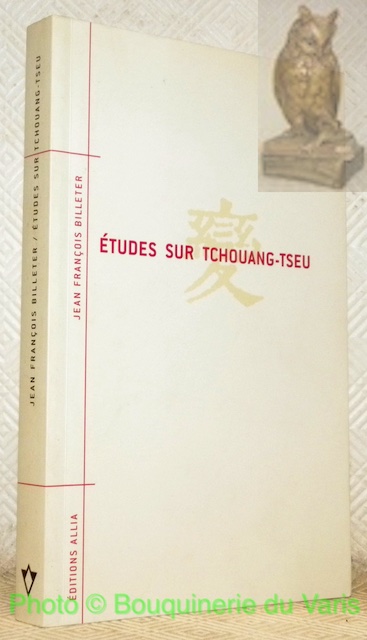 JEAN FRANÇOIS BILLETER / ÉTUDES SUR TCHOUANG-TSEU
JEAN FRANÇOIS BILLETER
變
ÉTUDES SUR TCHOUANG-TSEU
ÉDITIONS ALLIA
Photo © Bouquinerie du Varis